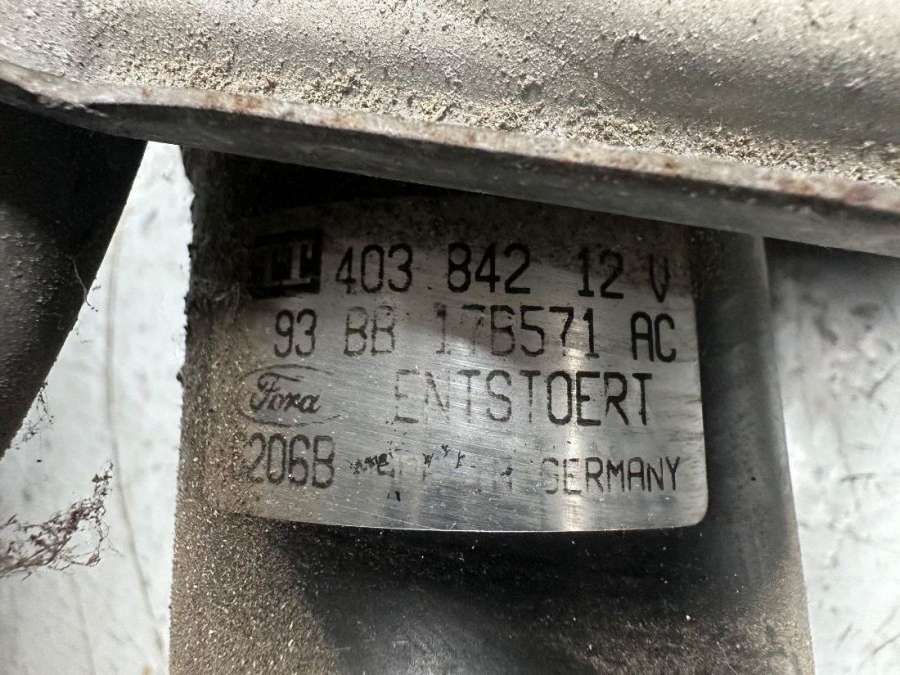 403 842 12 V
93 BB 17B571 AC
Ford ENTSTOERT
206B GERMANY